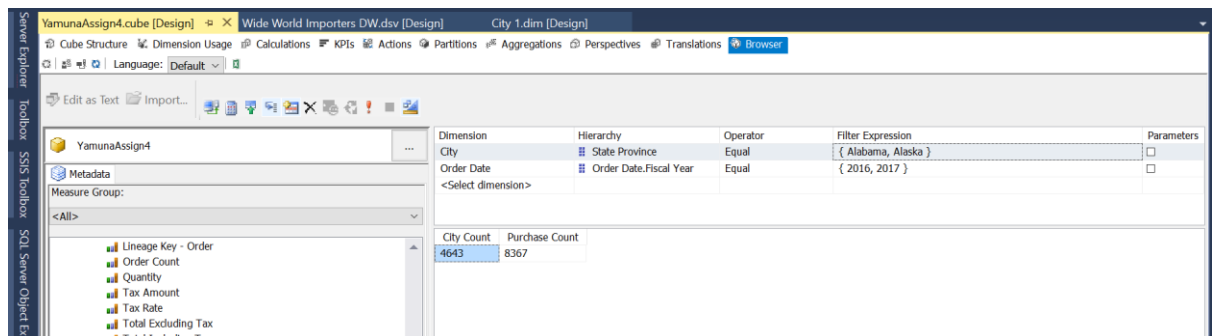 YamunaAssign4.cube [Design] Wide World Importers DW.dsv [Design] City 1.dim [Design]
Cube Structure Dimension Usage Calculations KPIs Actions Partitions Aggregations Perspectives Translations Browser
Language: Default
Edit as Text Import...
YamunaAssign4 ...
Metadata
Measure Group:
<All>
Lineage Key - Order
Order Count
Quantity
Tax Amount
Tax Rate
Total Excluding Tax
Dimension Hierarchy Operator Filter Expression Parameters
City State Province Equal { Alabama, Alaska }
Order Date Order Date.Fiscal Year Equal { 2016, 2017 }
<Select dimension>
City Count Purchase Count
4643 8367
Server Explorer
Toolbox
SSIS Toolbox
SQL Server Object Ex